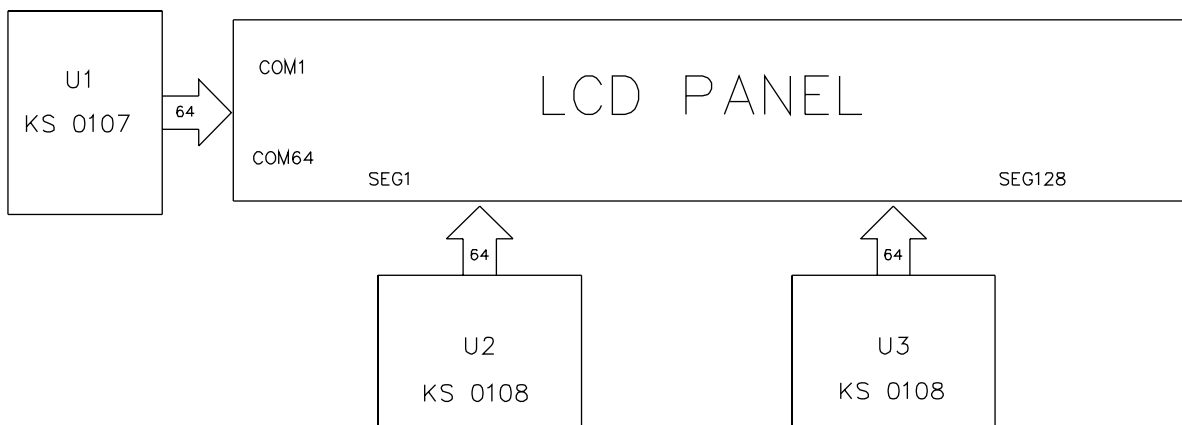 U1
KS 0107
64
COM1
LCD PANEL
COM64
SEG1
SEG128
64
64
U2
KS 0108
U3
KS 0108